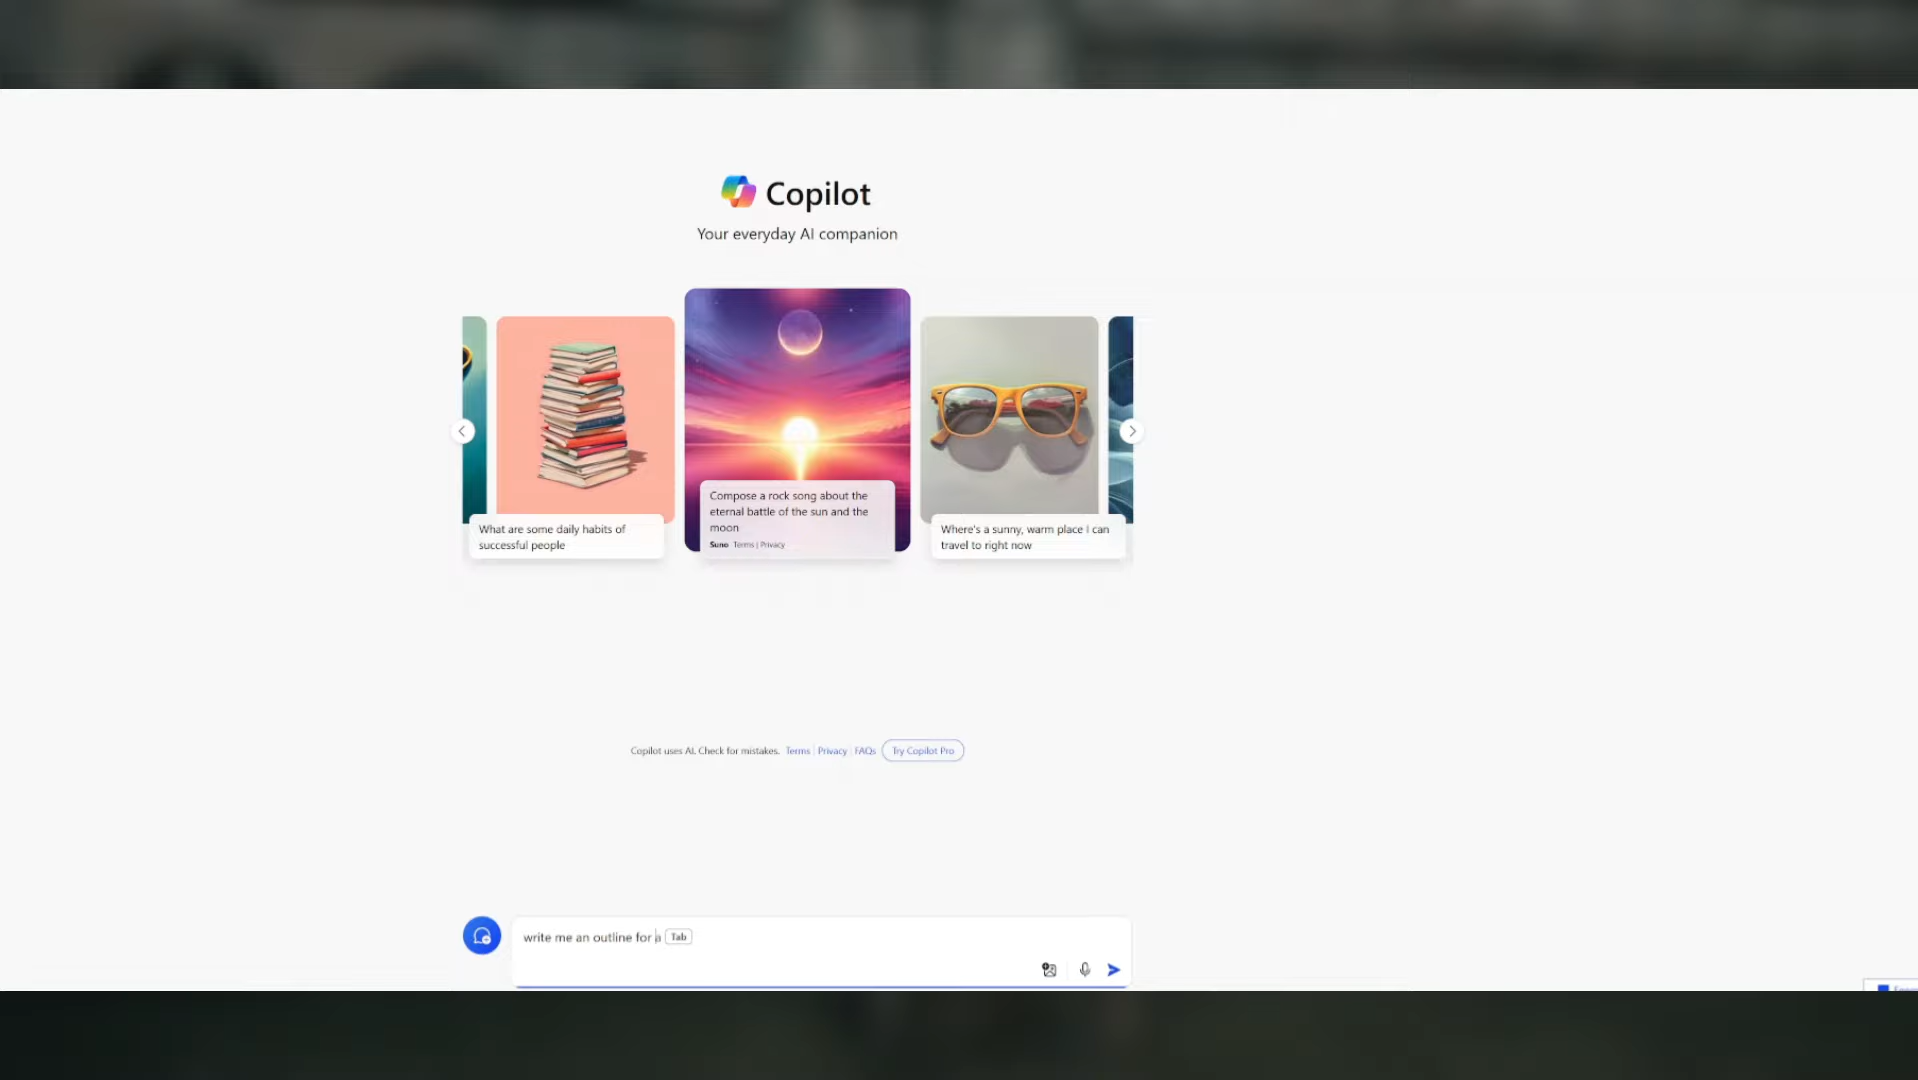 Copilot
Your everyday AI companion
What are some daily habits of
successful people
Compose a rock song about the
eternal battle of the sun and the
moon
Suno Terms | Privacy
Where's a sunny, warm place I can
travel to right now
Copilot uses AI. Check for mistakes. Terms | Privacy | FAQs Try Copilot Pro
write me an outline for a Tab